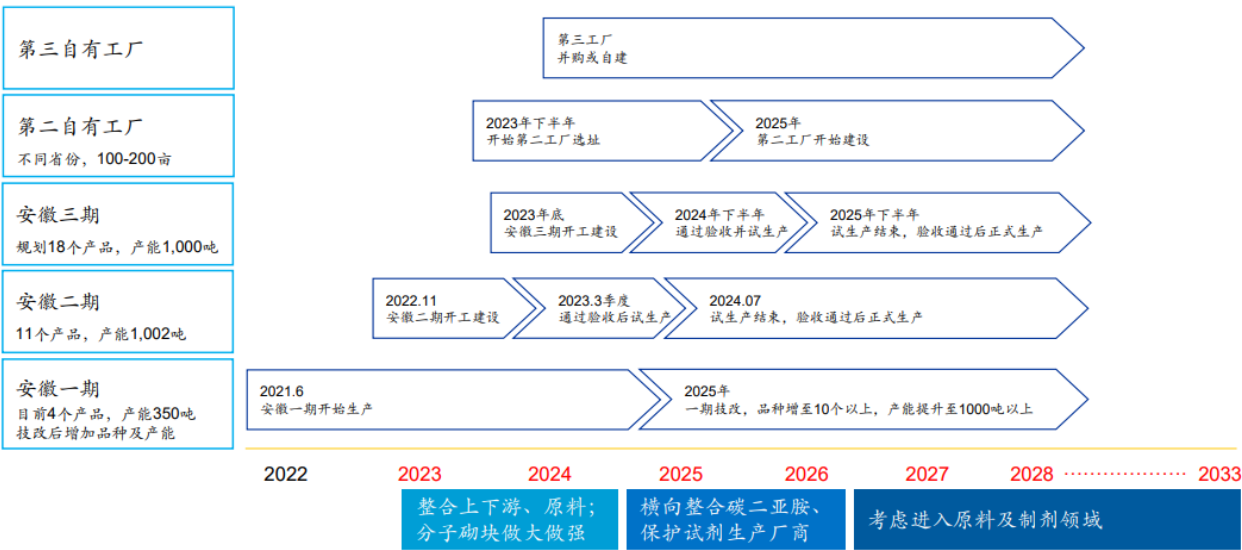 第三自有工厂
第三工厂
并购或自建
第二自有工厂
不同省份，100-200亩
2023年下半年
开始第二工厂选址
2025年
第二工厂开始建设
安徽三期
规划18个产品，产能1,000吨
2023年底
安徽三期开工建设
2024年下半年
通过验收并试生产
2025年下半年
试生产结束，验收通过后正式生产
安徽二期
11个产品，产能1,002吨
2022.11
安徽二期开工建设
2023.3季度
通过验收后试生产
2024.07
试生产结束，验收通过后正式生产
安徽一期
目前4个产品，产能350吨
技改后增加品种及产能
2021.6
安徽一期开始生产
2025年
一期技改，品种增至10个以上，产能提升至1000吨以上
2022 2023 2024 2025 2026 2027 2028 ⋯⋯⋯⋯⋯⋯ 2033
整合上下游、原料；
分子砌块做大做强
横向整合碳二亚胺、
保护试剂生产厂商
考虑进入原料及制剂领域